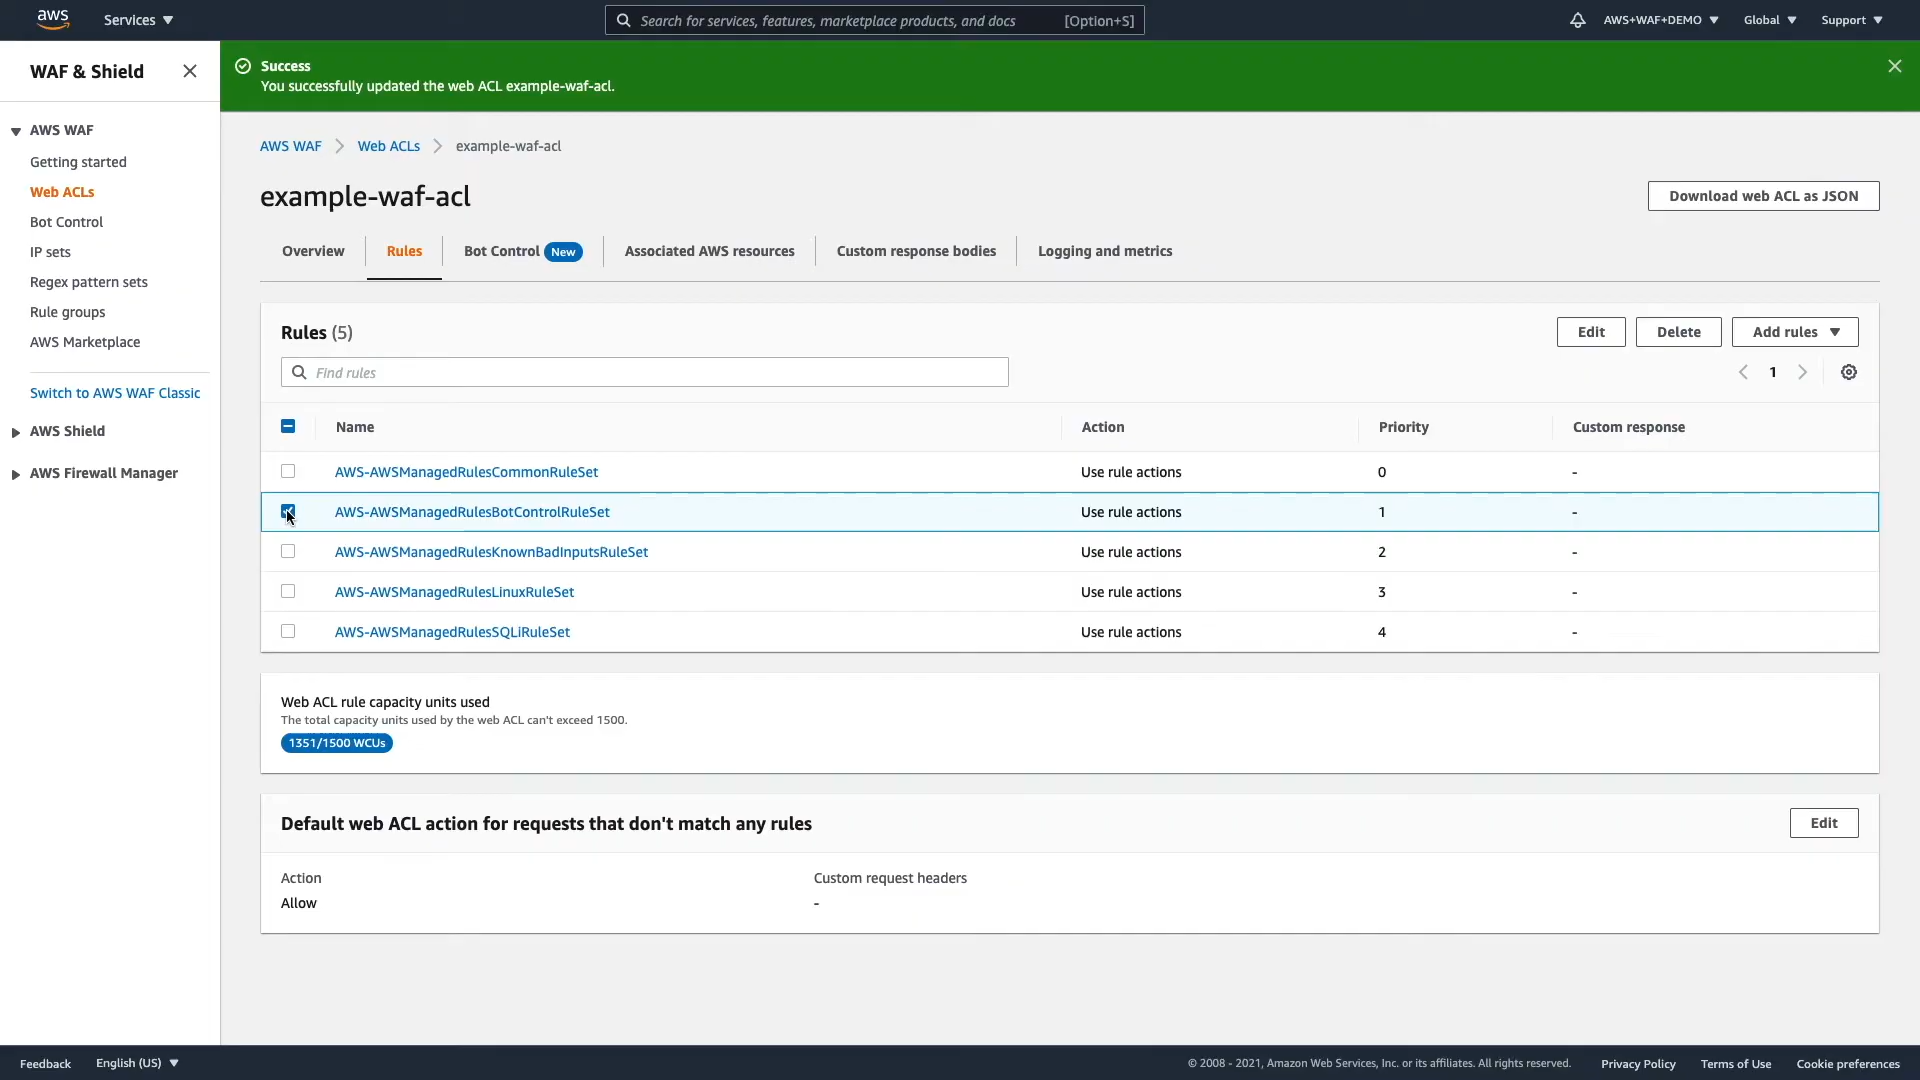 aws Services Search for services, features, marketplace products, and docs [Option+S] AWS+WAF+DEMO Global Support
WAF & Shield
Success
You successfully updated the web ACL example-waf-acl.
AWS WAF
Getting started
Web ACLs
Bot Control
IP sets
Regex pattern sets
Rule groups
AWS Marketplace
Switch to AWS WAF Classic
AWS Shield
AWS Firewall Manager
AWS WAF Web ACLs example-waf-acl
example-waf-acl
Download web ACL as JSON
Overview Rules Bot Control New Associated AWS resources Custom response bodies Logging and metrics
Rules (5)
Edit Delete Add rules
Find rules
1
Name Action Priority Custom response
AWS-AWSManagedRulesCommonRuleSet Use rule actions 0 -
AWS-AWSManagedRulesBotControlRuleSet Use rule actions 1 -
AWS-AWSManagedRulesKnownBadInputsRuleSet Use rule actions 2 -
AWS-AWSManagedRulesLinuxRuleSet Use rule actions 3 -
AWS-AWSManagedRulesSQLiRuleSet Use rule actions 4 -
Web ACL rule capacity units used
The total capacity units used by the web ACL can't exceed 1500.
1351/1500 WCUs
Default web ACL action for requests that don't match any rules
Edit
Action Custom request headers
Allow -
Feedback English (US) © 2008 - 2021, Amazon Web Services, Inc. or its affiliates. All rights reserved. Privacy Policy Terms of Use Cookie preferences